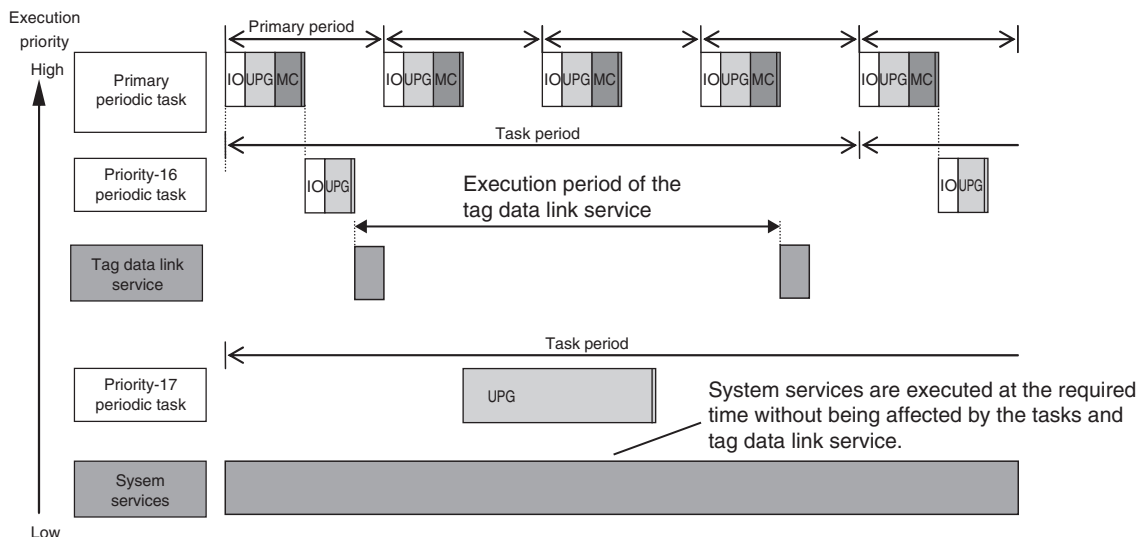 Execution
priority
High
Primary period
Primary
periodic task
IO UPG MC
IO UPG MC
IO UPG MC
IO UPG MC
IO UPG MC
Task period
Priority-16
periodic task
IO UPG
Execution period of the
tag data link service
IO UPG
Tag data link
service
Task period
Priority-17
periodic task
UPG
System services are executed at the required
time without being affected by the tasks and
tag data link service.
Sysem
services
Low